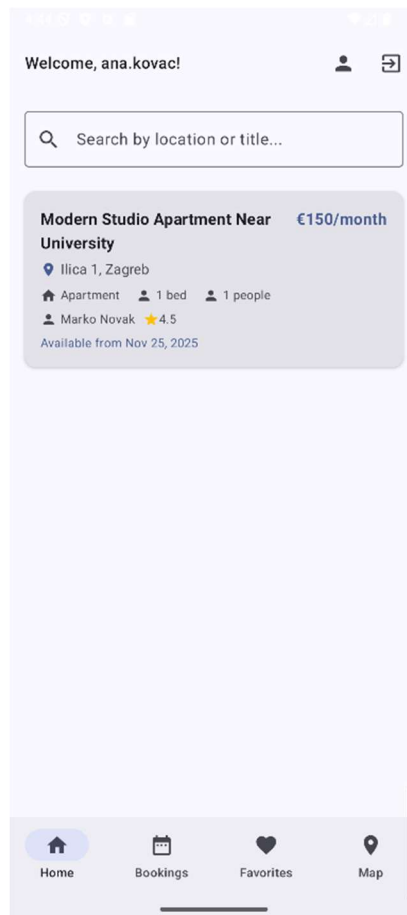 Welcome, ana.kovac!
Search by location or title...
Modern Studio Apartment Near
University
€150/month
Ilica 1, Zagreb
Apartment 1 bed 1 people
Marko Novak 4.5
Available from Nov 25, 2025
Home Bookings Favorites Map